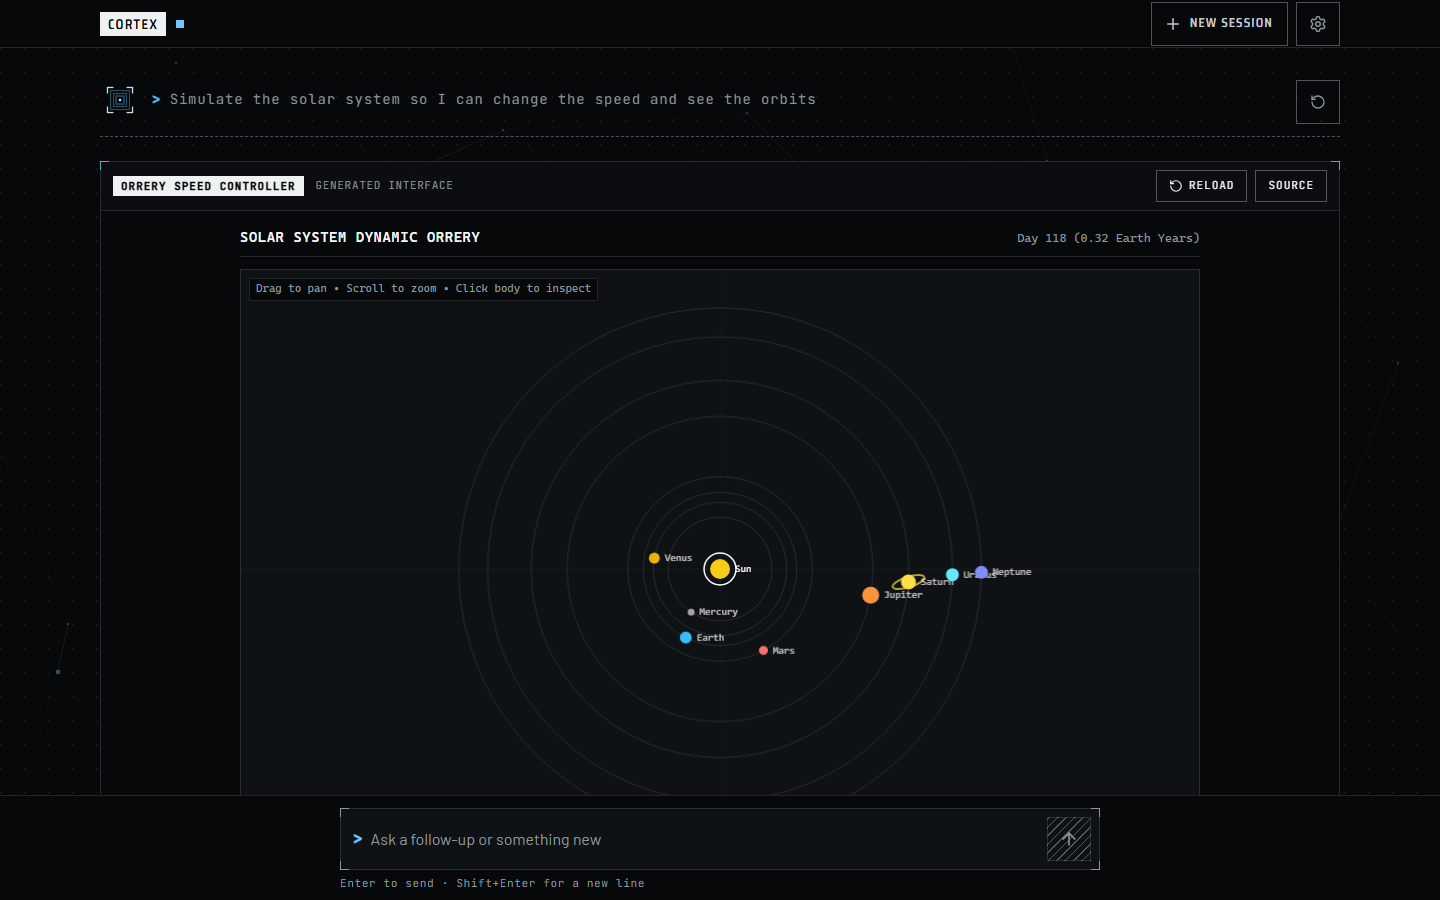 CORTEX
NEW SESSION
> Simulate the solar system so I can change the speed and see the orbits
ORRERY SPEED CONTROLLER GENERATED INTERFACE
RELOAD SOURCE
SOLAR SYSTEM DYNAMIC ORRERY
Day 118 (0.32 Earth Years)
Drag to pan • Scroll to zoom • Click body to inspect
Venus
Sun
Mercury
Earth
Mars
Jupiter
Saturn
Uranus
Neptune
> Ask a follow-up or something new
Enter to send · Shift+Enter for a new line